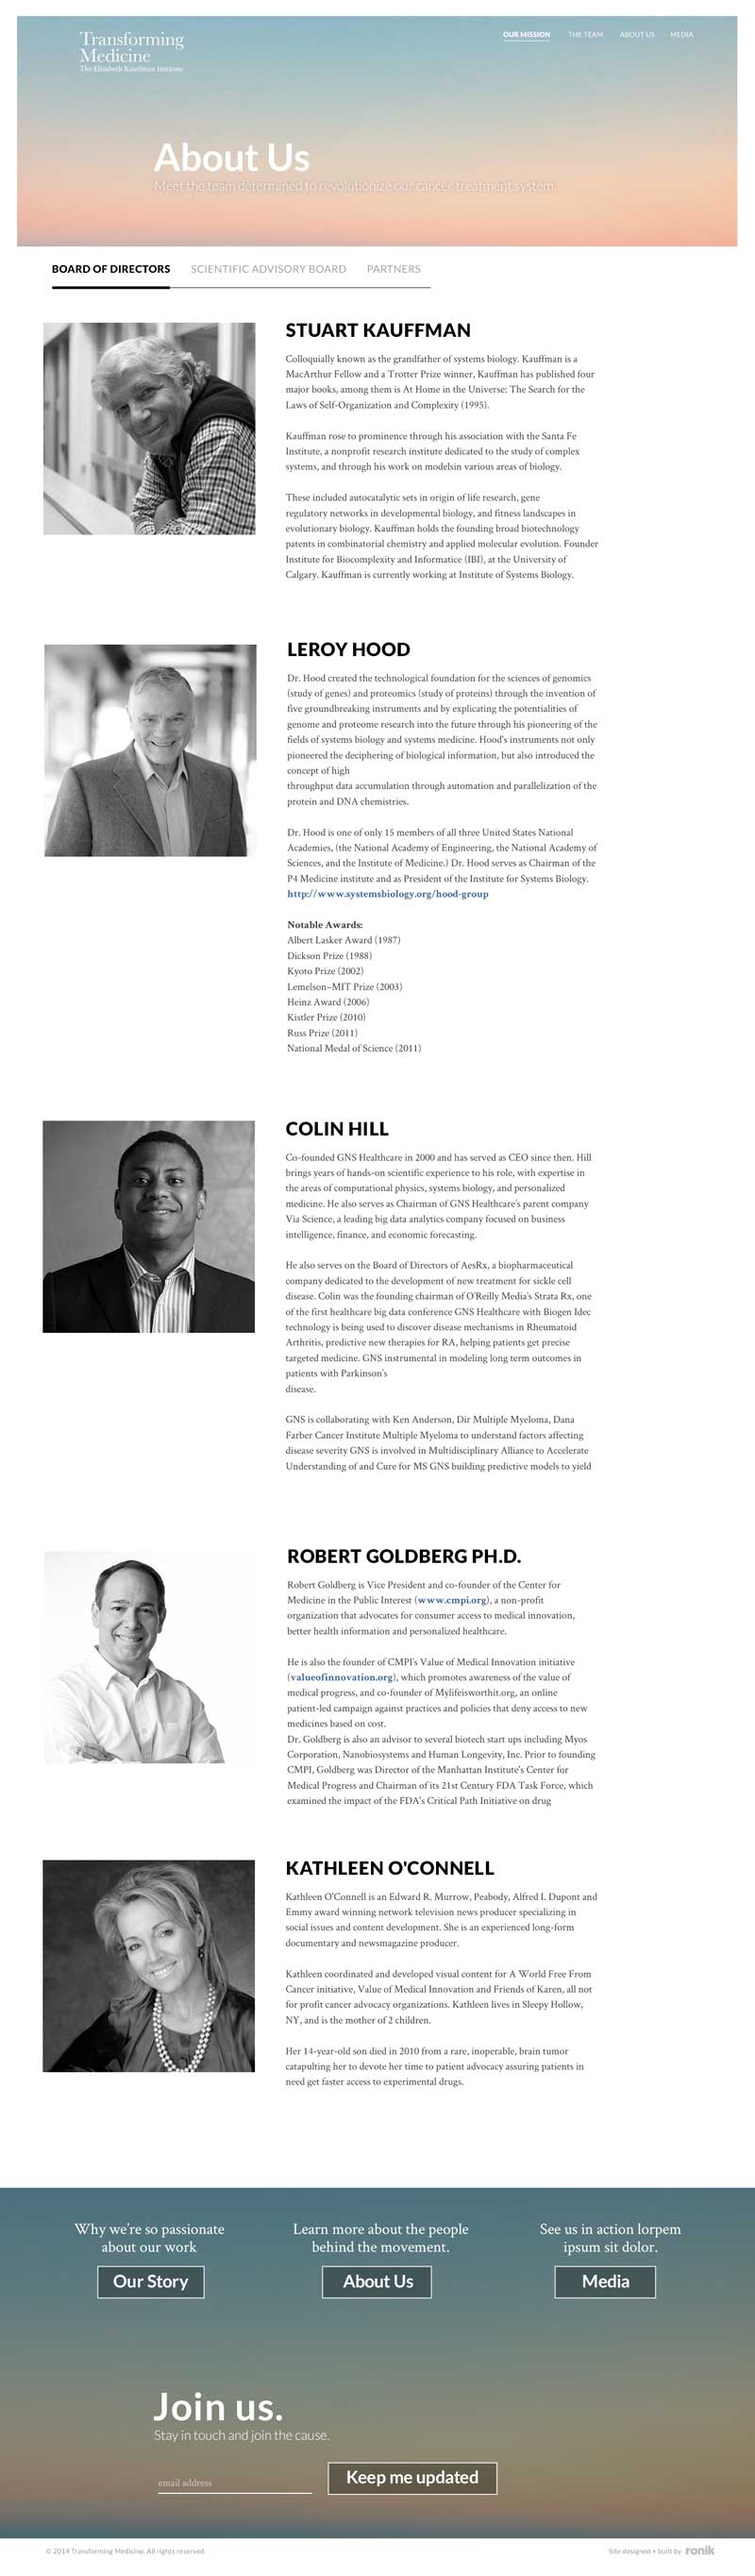 Transforming
Medicine
The Elisabeth Kauffman Institute
OUR MISSION THE TEAM ABOUT US MEDIA
About Us
Meet the team determined to revolutionize our cancer treatment system.
BOARD OF DIRECTORS SCIENTIFIC ADVISORY BOARD PARTNERS
STUART KAUFFMAN
Colloquially known as the grandfather of systems biology. Kauffman is a
MacArthur Fellow and a Trotter Prize winner, Kauffman has published four
major books, among them is At Home in the Universe: The Search for the
Laws of Self-Organization and Complexity (1995).
Kauffman rose to prominence through his association with the Santa Fe
Institute, a nonprofit research institute dedicated to the study of complex
systems, and through his work on modelsin various areas of biology.
These included autocatalytic sets in origin of life research, gene
regulatory networks in developmental biology, and fitness landscapes in
evolutionary biology. Kauffman holds the founding broad biotechnology
patents in combinatorial chemistry and applied molecular evolution. Founder
Institute for Biocomplexity and Informatice (IBI), at the University of
Calgary. Kauffman is currently working at Institute of Systems Biology.
LEROY HOOD
Dr. Hood created the technological foundation for the sciences of genomics
(study of genes) and proteomics (study of proteins) through the invention of
five groundbreaking instruments and by explicating the potentialities of
genome and proteome research into the future through his pioneering of the
fields of systems biology and systems medicine. Hood's instruments not only
pioneered the deciphering of biological information, but also introduced the
concept of high
throughput data accumulation through automation and parallelization of the
protein and DNA chemistries.
Dr. Hood is one of only 15 members of all three United States National
Academies, (the National Academy of Engineering, the National Academy of
Sciences, and the Institute of Medicine.) Dr. Hood serves as Chairman of the
P4 Medicine institute and as President of the Institute for Systems Biology.
http://www.systemsbiology.org/hood-group
Notable Awards:
Albert Lasker Award (1987)
Dickson Prize (1988)
Kyoto Prize (2002)
Lemelson–MIT Prize (2003)
Heinz Award (2006)
Kistler Prize (2010)
Russ Prize (2011)
National Medal of Science (2011)
COLIN HILL
Co-founded GNS Healthcare in 2000 and has served as CEO since then. Hill
brings years of hands-on scientific experience to his role, with expertise in
the areas of computational physics, systems biology, and personalized
medicine. He also serves as Chairman of GNS Healthcare's parent company
Via Science, a leading big data analytics company focused on business
intelligence, finance, and economic forecasting.
He also serves on the Board of Directors of AesRx, a biopharmaceutical
company dedicated to the development of new treatment for sickle cell
disease. Colin was the founding chairman of O'Reilly Media's Strata Rx, one
of the first healthcare big data conference GNS Healthcare with Biogen Idec
technology is being used to discover disease mechanisms in Rheumatoid
Arthritis, predictive new therapies for RA, helping patients get precise
targeted medicine. GNS instrumental in modeling long term outcomes in
patients with Parkinson's
disease.
GNS is collaborating with Ken Anderson, Dir Multiple Myeloma, Dana
Farber Cancer Institute Multiple Myeloma to understand factors affecting
disease severity GNS is involved in Multidisciplinary Alliance to Accelerate
Understanding of and Cure for MS GNS building predictive models to yield
ROBERT GOLDBERG PH.D.
Robert Goldberg is Vice President and co-founder of the Center for
Medicine in the Public Interest (www.cmpi.org), a non-profit
organization that advocates for consumer access to medical innovation,
better health information and personalized healthcare.
He is also the founder of CMPI's Value of Medical Innovation initiative
(valueofinnovation.org), which promotes awareness of the value of
medical progress, and co-founder of Mylifeisworthit.org, an online
patient-led campaign against practices and policies that deny access to new
medicines based on cost.
Dr. Goldberg is also an advisor to several biotech start ups including Myos
Corporation, Nanobiosystems and Human Longevity, Inc. Prior to founding
CMPI, Goldberg was Director of the Manhattan Institute's Center for
Medical Progress and Chairman of its 21st Century FDA Task Force, which
examined the impact of the FDA's Critical Path Initiative on drug
KATHLEEN O'CONNELL
Kathleen O'Connell is an Edward R. Murrow, Peabody, Alfred I. Dupont and
Emmy award winning network television news producer specializing in
social issues and content development. She is an experienced long-form
documentary and newsmagazine producer.
Kathleen coordinated and developed visual content for A World Free From
Cancer initiative, Value of Medical Innovation and Friends of Karen, all not
for profit cancer advocacy organizations. Kathleen lives in Sleepy Hollow,
NY, and is the mother of 2 children.
Her 14-year-old son died in 2010 from a rare, inoperable, brain tumor
catapulting her to devote her time to patient advocacy assuring patients in
need get faster access to experimental drugs.
Why we're so passionate
about our work
Our Story
Learn more about the people
behind the movement.
About Us
See us in action lorpem
ipsum sit dolor.
Media
Join us.
Stay in touch and join the cause.
email address
Keep me updated
© 2014 Transforming Medicine. All rights reserved.
Site designed + built by ronik